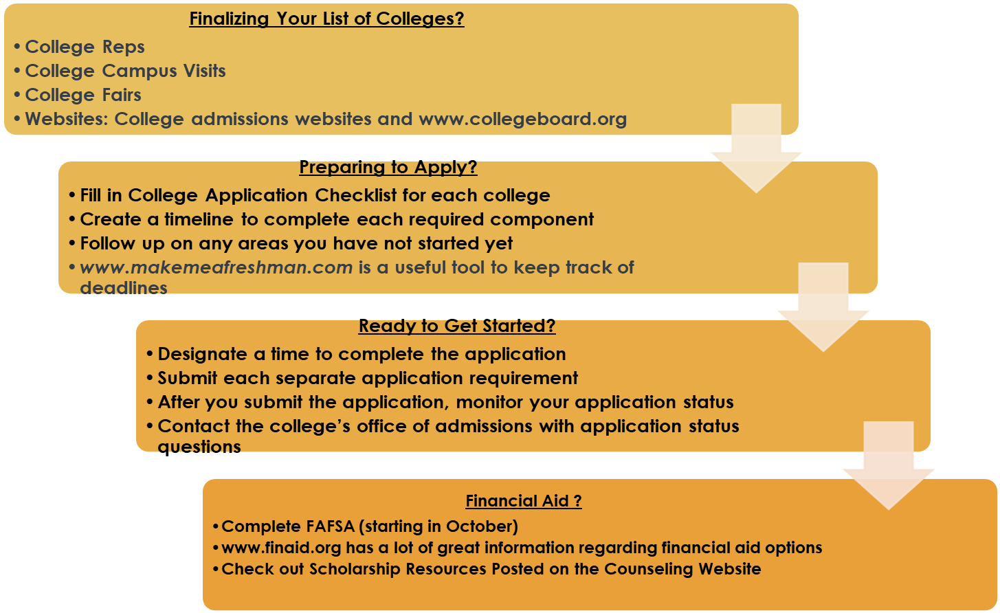 Finalizing Your List of Colleges?
• College Reps
• College Campus Visits
• College Fairs
• Websites: College admissions websites and www.collegeboard.org
Preparing to Apply?
• Fill in College Application Checklist for each college
• Create a timeline to complete each required component
• Follow up on any areas you have not started yet
• www.makemeafreshman.com is a useful tool to keep track of
deadlines
Ready to Get Started?
• Designate a time to complete the application
• Submit each separate application requirement
• After you submit the application, monitor your application status
• Contact the college’s office of admissions with application status
questions
Financial Aid ?
• Complete FAFSA (starting in October)
• www.finaid.org has a lot of great information regarding financial aid options
• Check out Scholarship Resources Posted on the Counseling Website